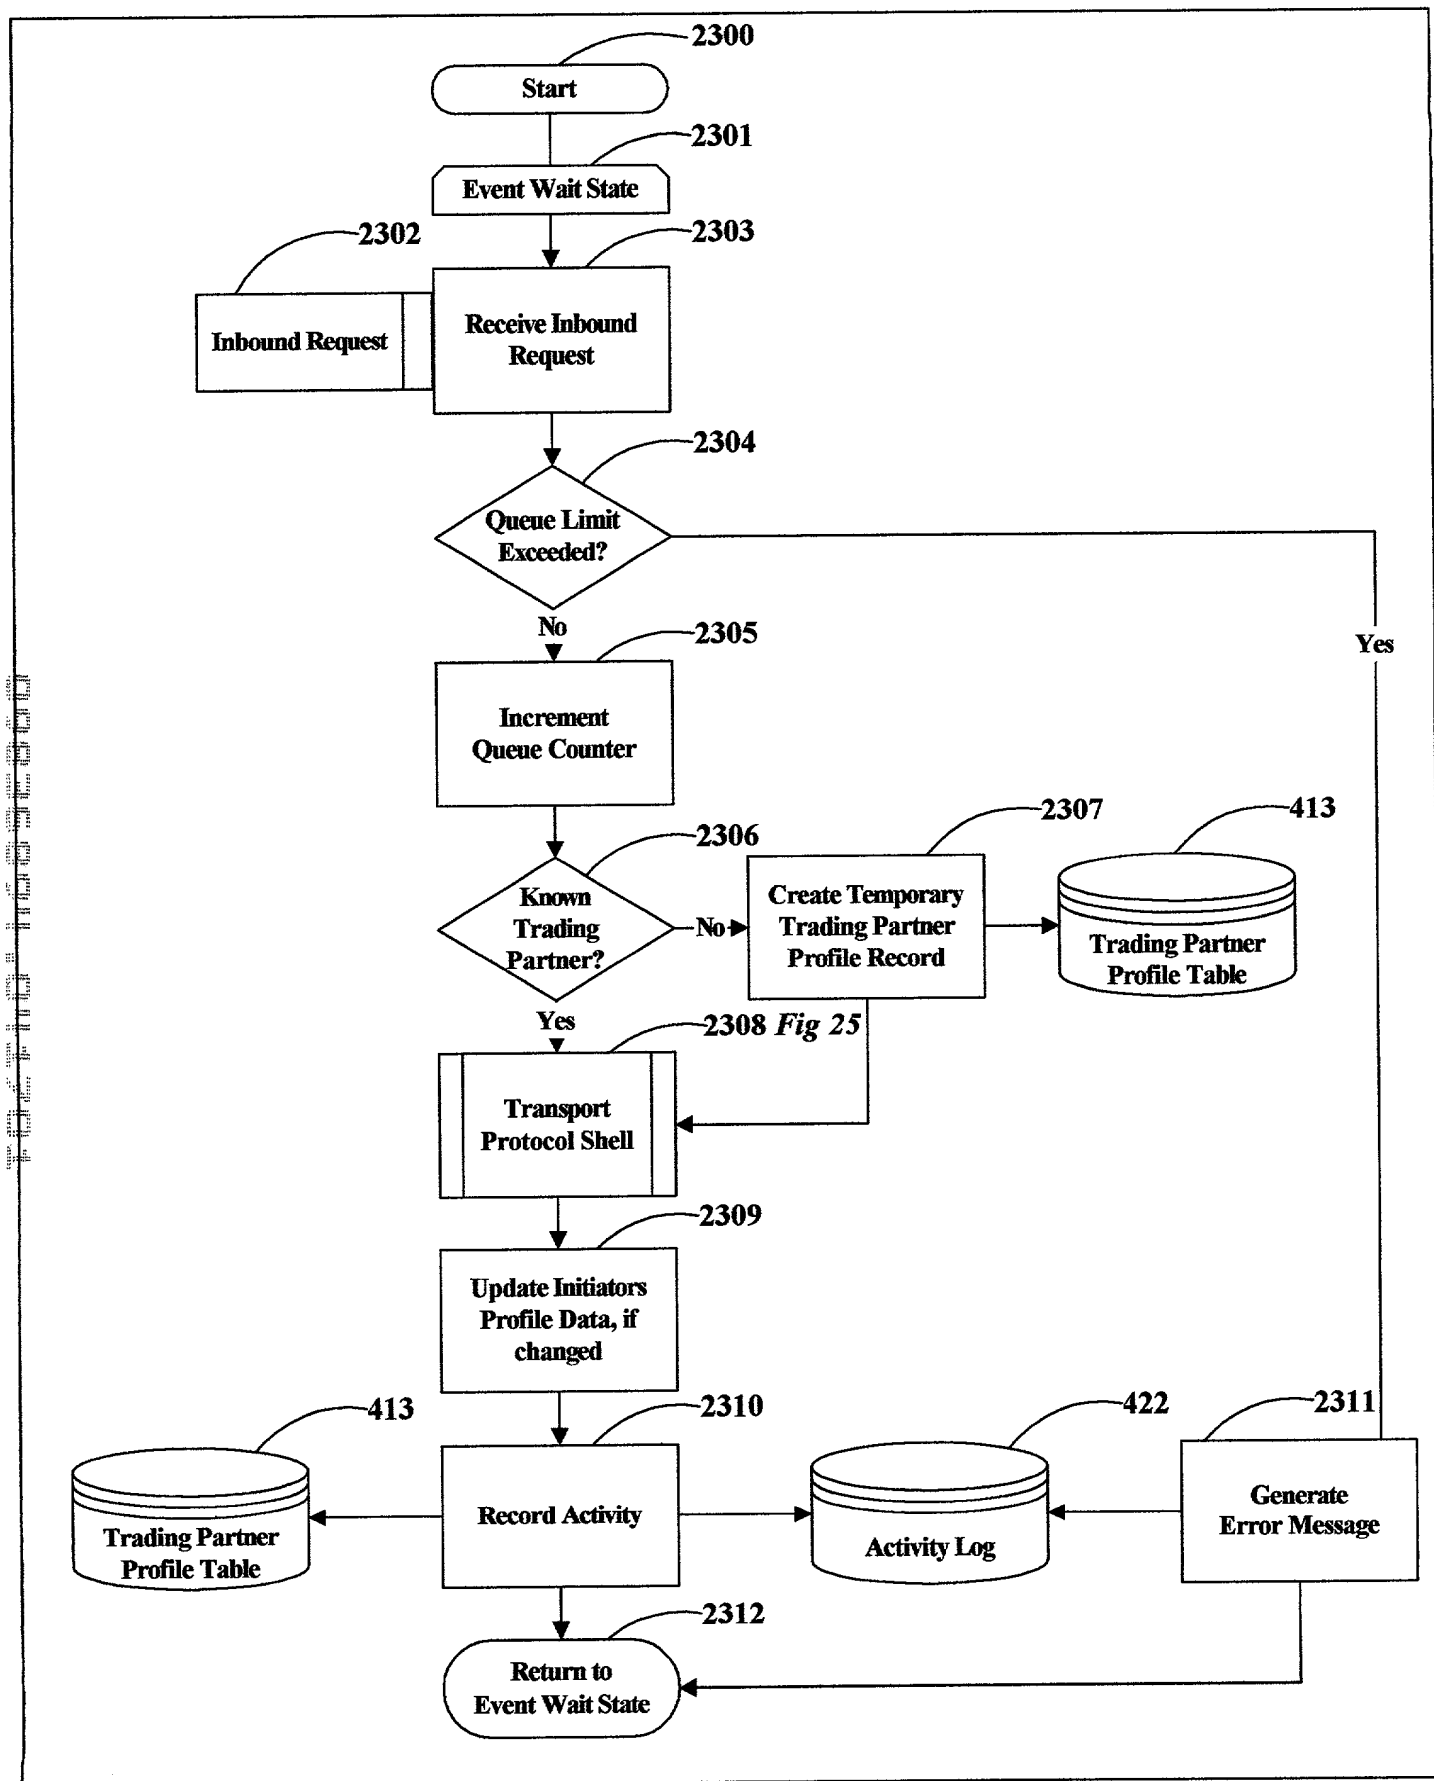 2300
Start
2301
Event Wait State
2302
2303
Inbound Request
Receive Inbound
Request
2304
Queue Limit
Exceeded?
No
Yes
2305
Increment
Queue Counter
2306
2307
413
Known
Trading
Partner?
No
Create Temporary
Trading Partner
Profile Record
Trading Partner
Profile Table
Yes
2308 Fig 25
Transport
Protocol Shell
2309
Update Initiators
Profile Data, if
changed
413
2310
422
2311
Trading Partner
Profile Table
Record Activity
Activity Log
Generate
Error Message
2312
Return to
Event Wait State